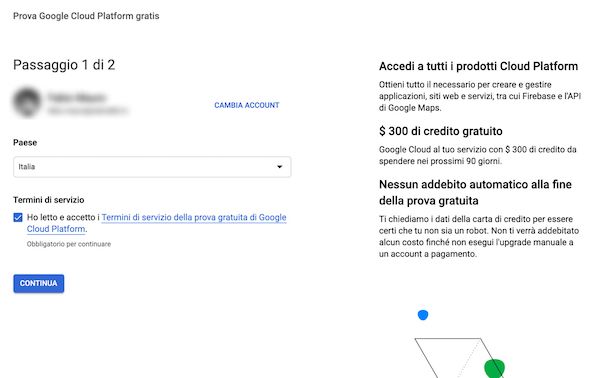 Prova Google Cloud Platform gratis
Passaggio 1 di 2
CAMBIA ACCOUNT
Paese
Italia
Termini di servizio
Ho letto e accetto i Termini di servizio della prova gratuita di Google
Cloud Platform.
Obbligatorio per continuare
CONTINUA
Accedi a tutti i prodotti Cloud Platform
Ottieni tutto il necessario per creare e gestire
applicazioni, siti web e servizi, tra cui Firebase e l'API
di Google Maps.
$ 300 di credito gratuito
Google Cloud al tuo servizio con $ 300 di credito da
spendere nei prossimi 90 giorni.
Nessun addebito automatico alla fine
della prova gratuita
Ti chiediamo i dati della carta di credito per essere
certi che tu non sia un robot. Non ti verrà addebitato
alcun costo finché non esegui l'upgrade manuale a
un account a pagamento.